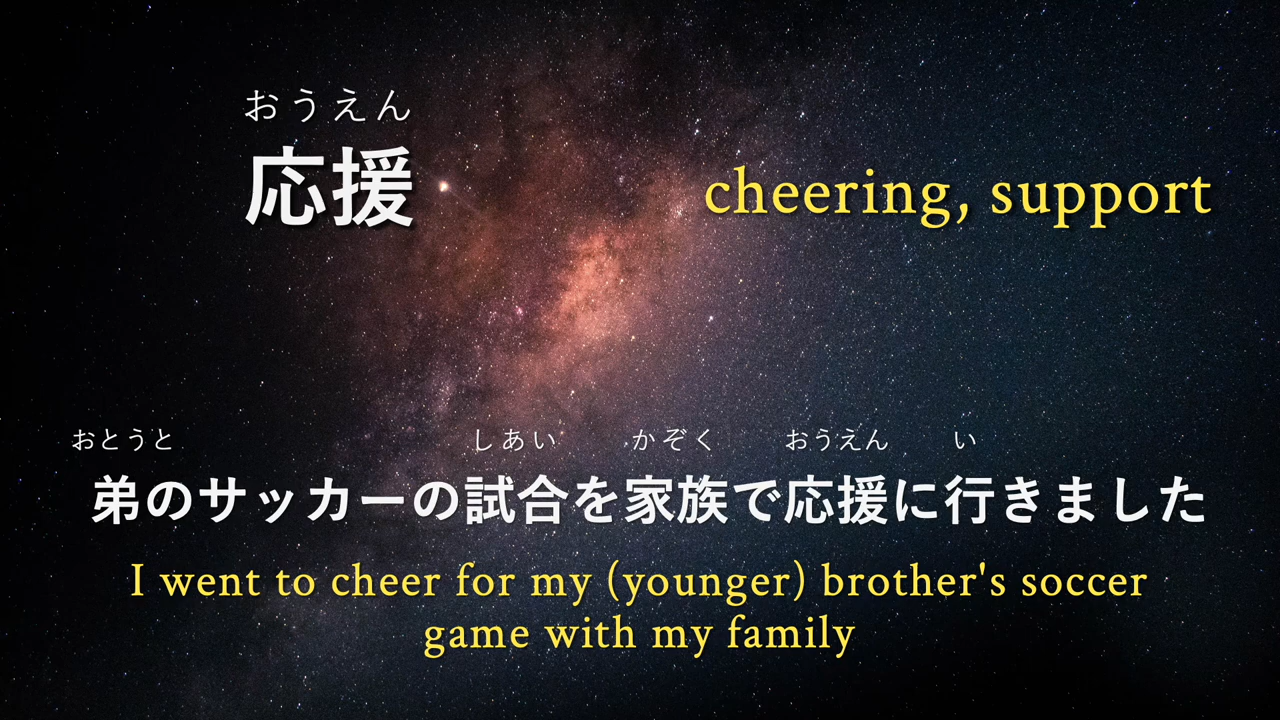 おうえん
応援
cheering, support
おとうと しあい かぞく おうえん い
弟のサッカーの試合を家族で応援に行きました
I went to cheer for my (younger) brother's soccer
game with my family